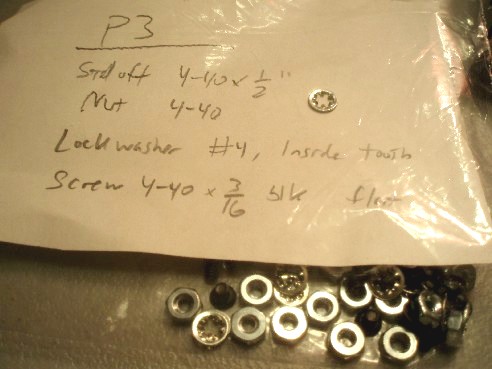 P3
Stdoff 4-40 x 1/2"
Nut 4-40
Lockwasher #4, Inside tooth
Screw 4-40 x 3/16 blk flat